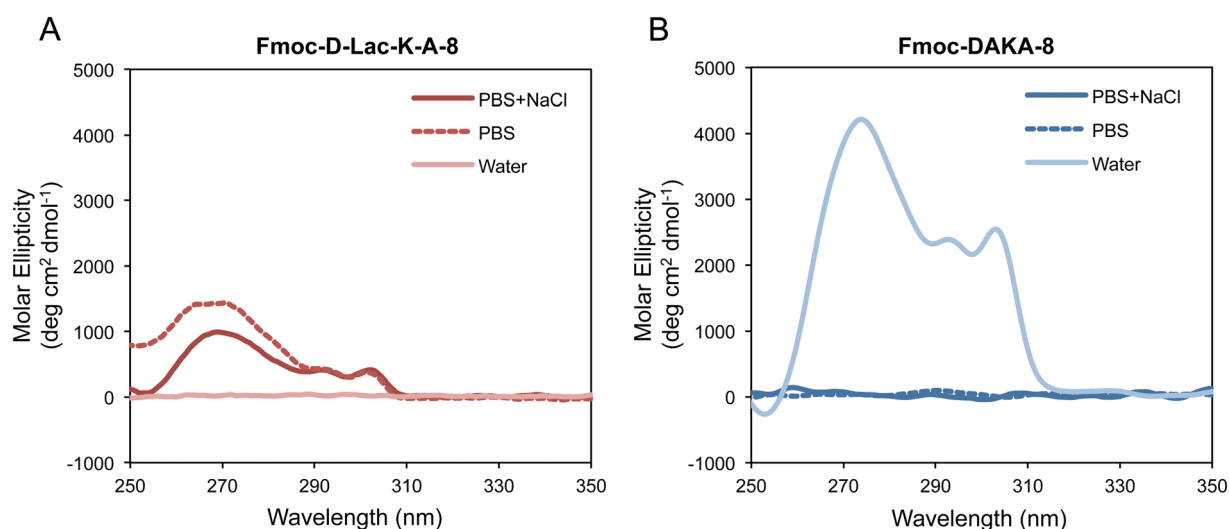 A
Fmoc-D-Lac-K-A-8
5000
4000
3000
2000
1000
0
-1000
250
270
290
310
330
350
Molar Ellipticity
(deg cm² dmol⁻¹)
Wavelength (nm)
PBS+NaCl
PBS
Water
B
Fmoc-DAKA-8
5000
4000
3000
2000
1000
0
-1000
250
270
290
310
330
350
Molar Ellipticity
(deg cm² dmol⁻¹)
Wavelength (nm)
PBS+NaCl
PBS
Water